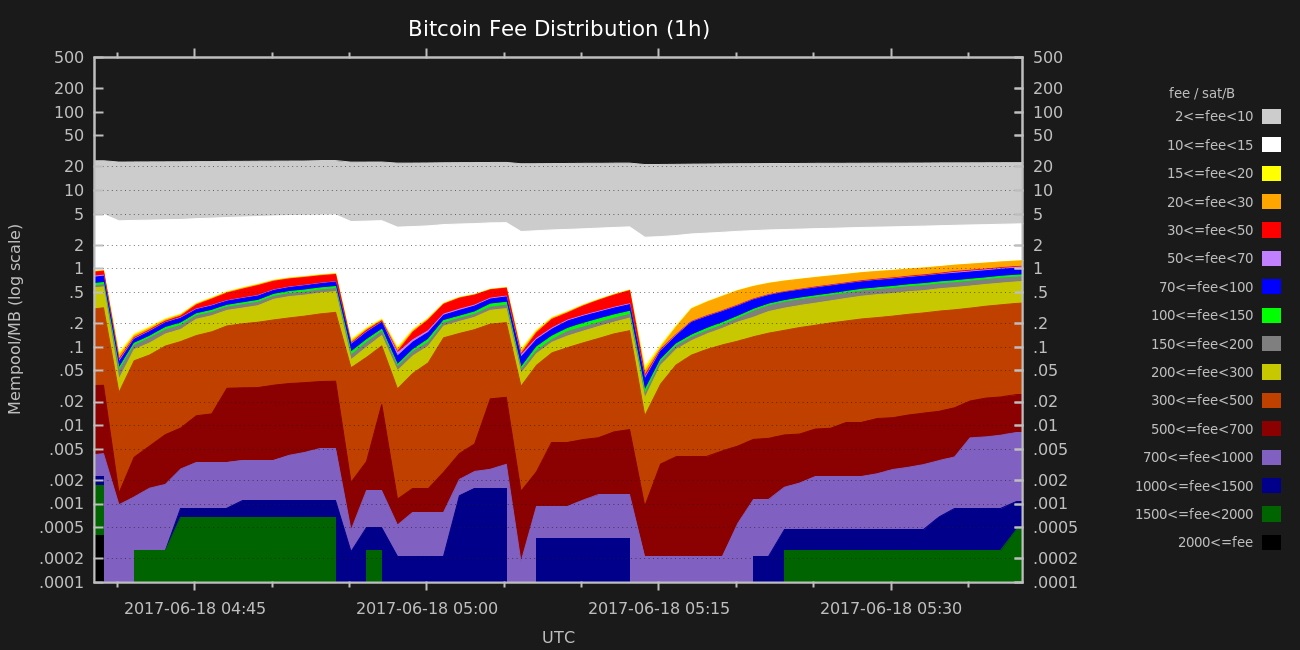 Bitcoin Fee Distribution (1h)
Mempool/MB (log scale)
500
200
100
50
20
10
5
2
1
.5
.2
.1
.05
.02
.01
.005
.002
.001
.0005
.0002
.0001
500
200
100
50
20
10
5
2
1
.5
.2
.1
.05
.02
.01
.005
.002
.001
.0005
.0002
.0001
2017-06-18 04:45 2017-06-18 05:00 2017-06-18 05:15 2017-06-18 05:30
UTC
fee / sat/B
2<=fee<10
10<=fee<15
15<=fee<20
20<=fee<30
30<=fee<50
50<=fee<70
70<=fee<100
100<=fee<150
150<=fee<200
200<=fee<300
300<=fee<500
500<=fee<700
700<=fee<1000
1000<=fee<1500
1500<=fee<2000
2000<=fee